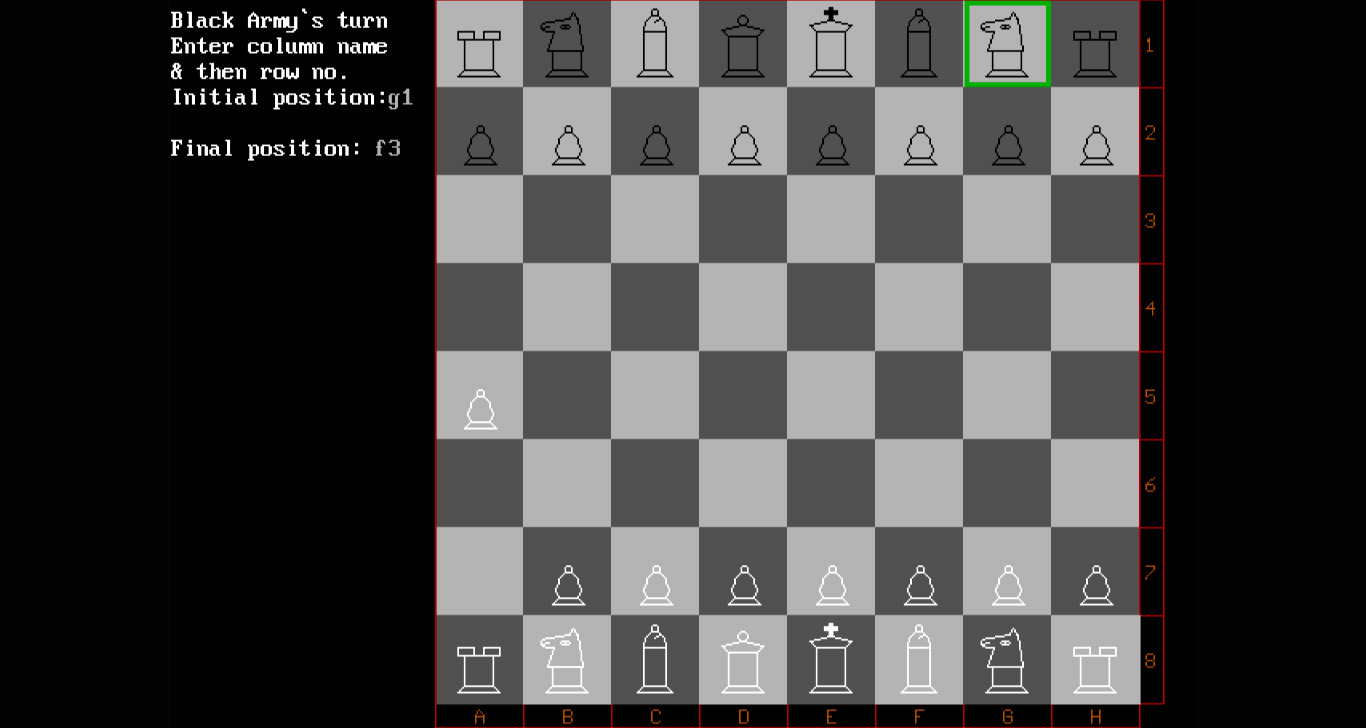 Black Army`s turn
Enter column name
& then row no.
Initial position:g1
Final position: f3
1
2
3
4
5
6
7
8
A B C D E F G H